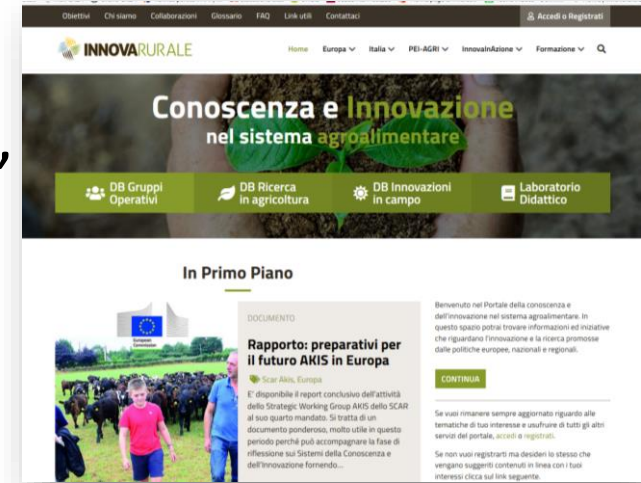 Obiettivi Chi siamo Collaborazioni Glossario FAQ Link utili Contattaci Accedi o Registrati
INNOVARURALE Home Europa Italia PEI-AGRI InnovaInAzione Formazione
Conoscenza e Innovazione
nel sistema agroalimentare
DB Gruppi
Operativi
DB Ricerca
in agricoltura
DB Innovazioni
in campo
Laboratorio
Didattico
In Primo Piano
European
Commission
DOCUMENTO
Rapporto: preparativi per
il futuro AKIS in Europa
Scar Akis, Europa
E' disponibile il report conclusivo dell'attività
dello Strategic Working Group AKIS dello SCAR
al suo quarto mandato. Si tratta di un
documento ponderoso, molto utile in questo
periodo perché può accompagnare la fase di
riflessione sui Sistemi della Conoscenza e
dell'Innovazione fornendo...
Benvenuto nel Portale della conoscenza e
dell'innovazione nel sistema agroalimentare. In
questo spazio potrai trovare informazioni ed iniziative
che riguardano l'innovazione e la ricerca promosse
dalle politiche europee, nazionali e regionali.
CONTINUA
Se vuoi rimanere sempre aggiornato riguardo alle
tematiche di tuo interesse e usufruire di tutti gli altri
servizi del portale, accedi o registrati.
Se non vuoi registrarti ma desideri lo stesso che
vengano suggeriti contenuti in linea con i tuoi
interessi clicca sul link seguente.